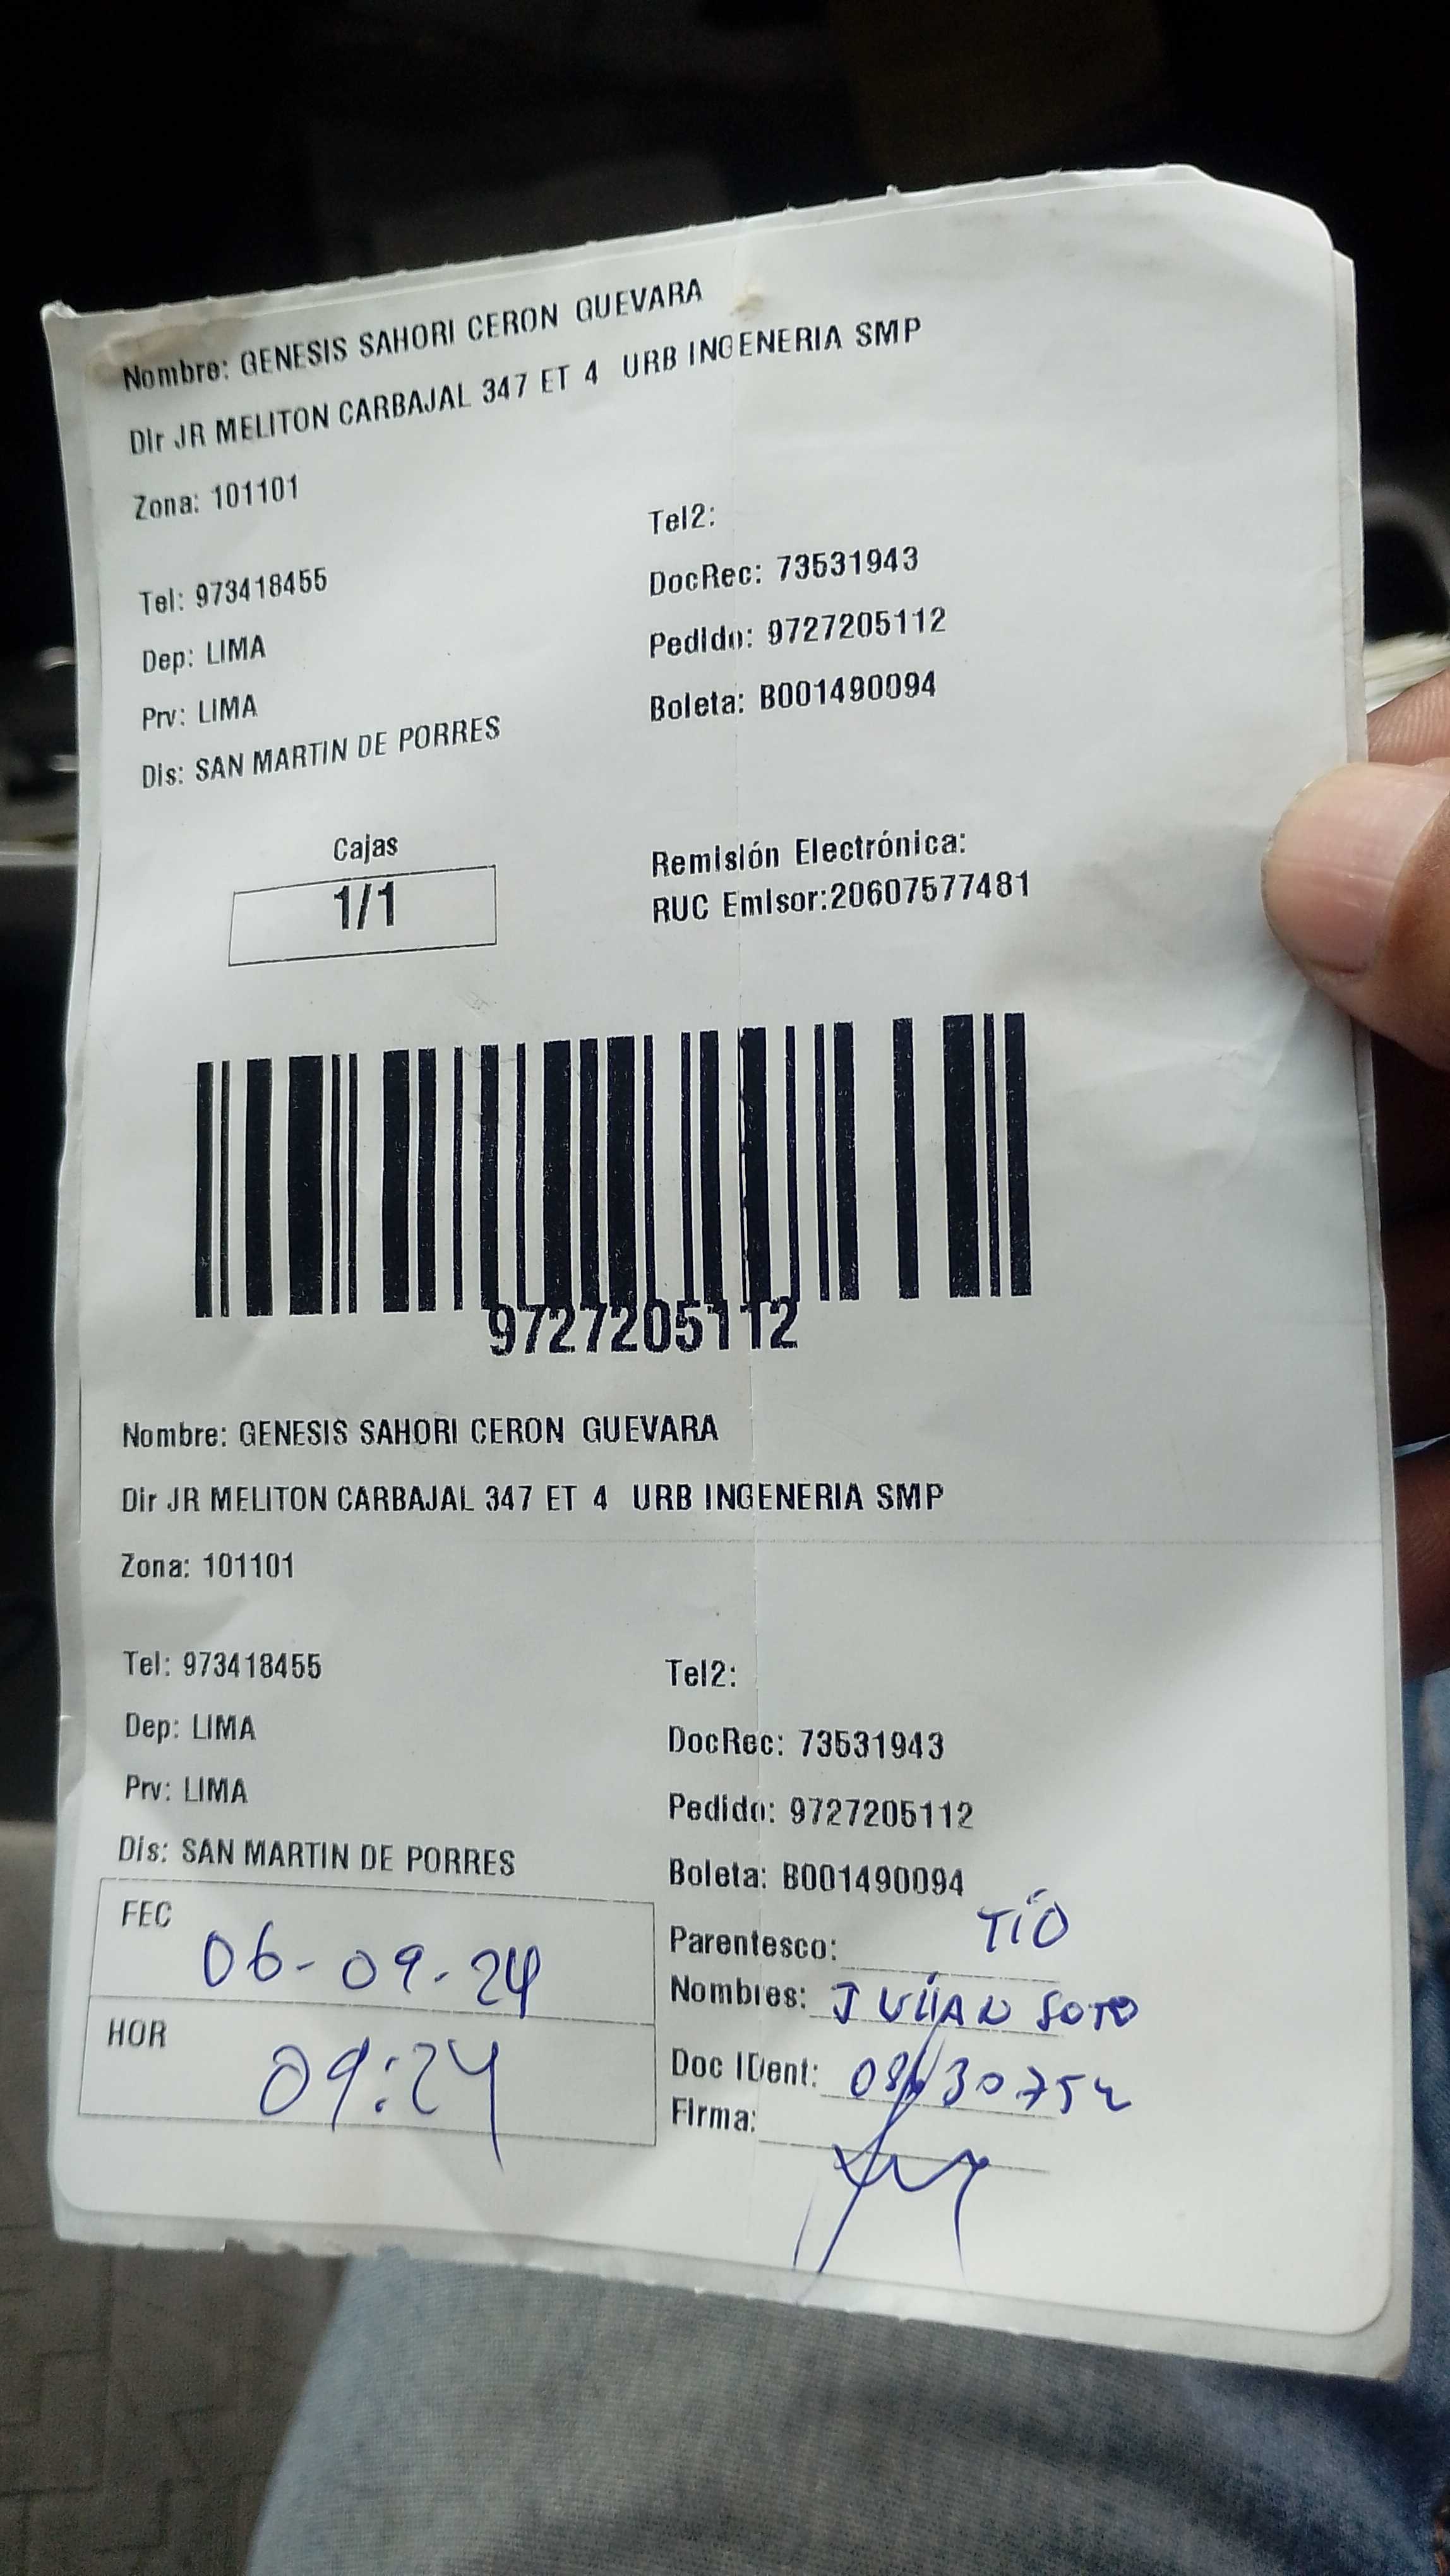 Nombre: GENESIS SAHORI CERON GUEVARA
Dir JR MELITON CARBAJAL 347 ET 4 URB INGENERIA SMP
Zona: 101101
Tel2:
Tel: 973418455
DocRec: 73531943
Dep: LIMA
Pedido: 9727205112
Prv: LIMA
Boleta: B001490094
Dis: SAN MARTIN DE PORRES
Cajas
1/1
Remisión Electrónica:
RUC Emisor:20607577481
9727205112
Nombre: GENESIS SAHORI CERON GUEVARA
Dir JR MELITON CARBAJAL 347 ET 4 URB INGENERIA SMP
Zona: 101101
Tel: 973418455
Tel2:
Dep: LIMA
DocRec: 73531943
Prv: LIMA
Pedido: 9727205112
Dis: SAN MARTIN DE PORRES
Boleta: B001490094
FEC 06-09-24
Parentesco: TÍO
Nombres: JULIAN SOTO
HOR 09:24
Doc IDent:
Firma: